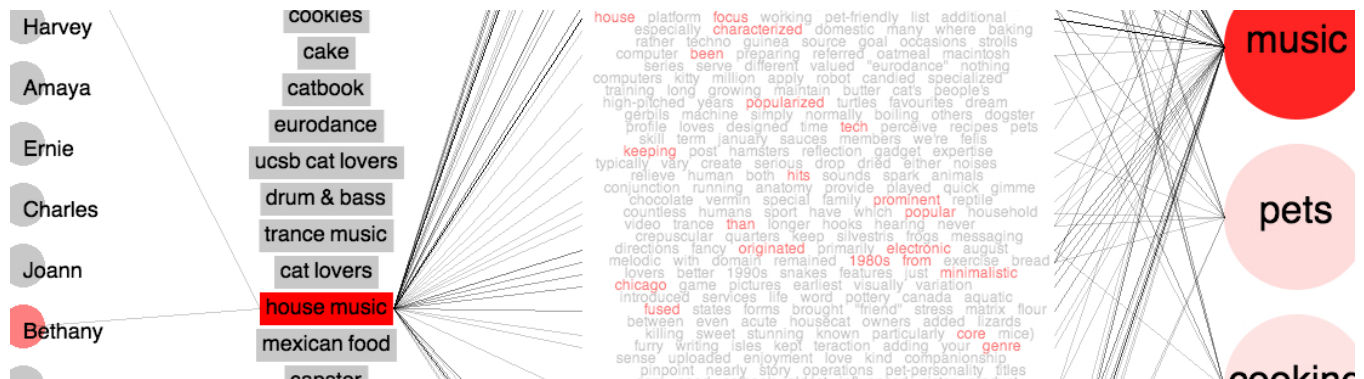 Harvey
Amaya
Ernie
Charles
Joann
Bethany
cookies
cake
catbook
eurodance
ucsb cat lovers
drum & bass
trance music
cat lovers
house music
mexican food
capster
house platform focus working pet-friendly list additional
especially characterized domestic many where baking
rather techno guinea source goal occasions strolls
computer been preparing referred oatmeal macintosh
series serve different valued "eurodance" nothing
computers kitty million apply robot candied specialized
training long growing maintain butter cat's people's
high-pitched years popularized turtles favourites dream
gerbils machine simply normally boiling others dogster
profile loves designed time tech perceive recipes pets
skill term january sauces members we're fells
keeping post hamsters reflection gadget expertise
typically vary create serious drop dried either noises
relieve human both hits sounds spark animals
conjunction running anatomy provide played quick gimme
chocolate vermin special family prominent reptile
countless humans sport have which popular household
video trance than longer hooks hearing never
crepuscular quarters keep silvestris frogs messaging
directions fancy originated primarily electronic august
melodic with domain remained 1980s from exercise bread
lovers better 1990s snakes features just minimalistic
chicago game pictures earliest visually variation
introduced services life word pottery canada aquatic
fused states forms brought "friend" stress matrix flour
between even acute housecat owners added lizards
killing sweet stunning known particularly core mice)
furry writing isles kept teraction adding your genre
sense uploaded enjoyment love kind companionship
pinpoint nearly story operations pet-personality titles
music
pets
cooking